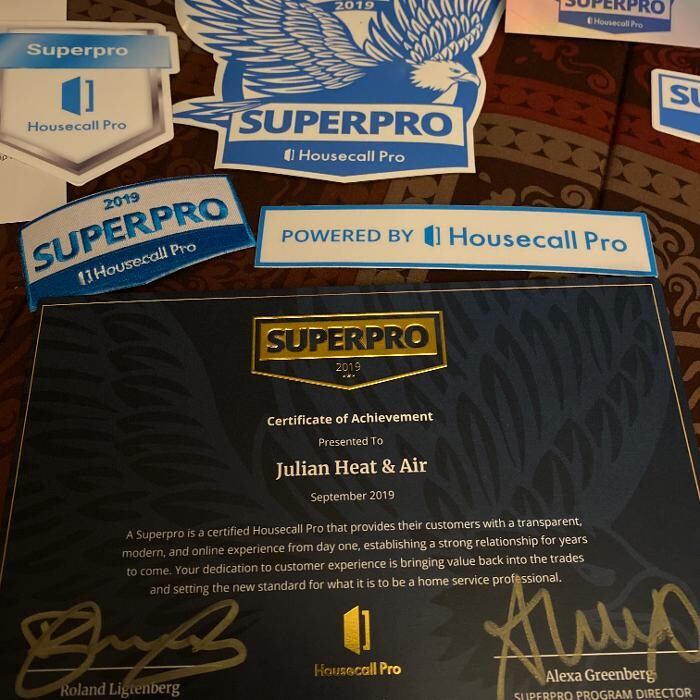 2019
SUPERPRO
Housecall Pro
SUPERPRO
Housecall Pro
Superpro
Housecall Pro
SU
2019
SUPERPRO
Housecall Pro
POWERED BY Housecall Pro
SUPERPRO
2019
Certificate of Achievement
Presented To
Julian Heat & Air
September 2019
A Superpro is a certified Housecall Pro that provides their customers with a transparent,
modern, and online experience from day one, establishing a strong relationship for years
to come. Your dedication to customer experience is bringing value back into the trades
and setting the new standard for what it is to be a home service professional.
Housecall Pro
Roland Ligtenberg
Alexa Greenberg
SUPERPRO PROGRAM DIRECTOR